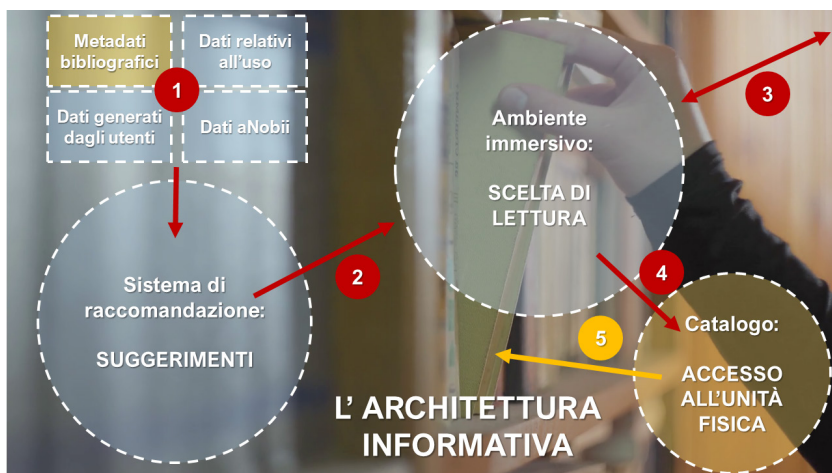 Metadati
bibliografici
Dati relativi
all'uso
1
Dati generati
dagli utenti
Dati aNobii
Sistema di
raccomandazione:
SUGGERIMENTI
2
Ambiente
immersivo:
SCELTA DI
LETTURA
3
4
Catalogo:
ACCESSO
ALL'UNITÀ
FISICA
5
L' ARCHITETTURA
INFORMATIVA